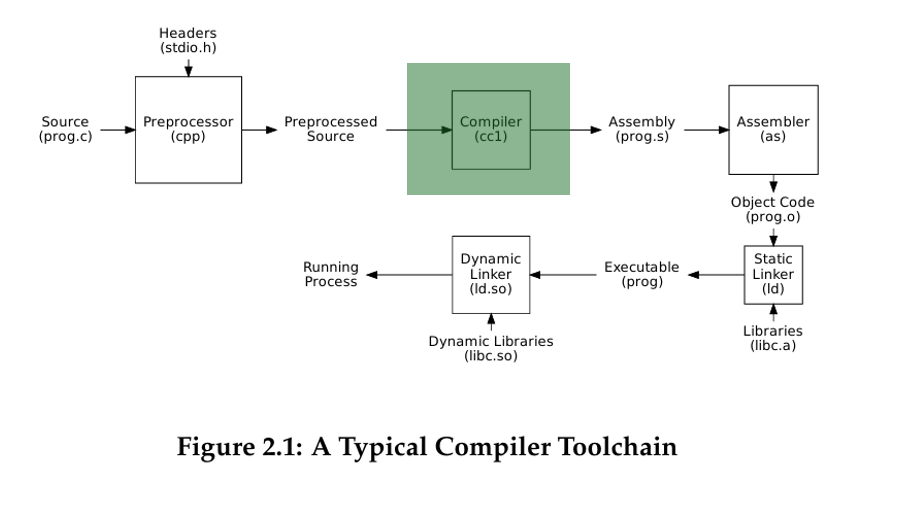 Headers
(stdio.h)
Source
(prog.c)
Preprocessor
(cpp)
Preprocessed
Source
Compiler
(cc1)
Assembly
(prog.s)
Assembler
(as)
Object Code
(prog.o)
Static
Linker
(ld)
Libraries
(libc.a)
Executable
(prog)
Dynamic
Linker
(ld.so)
Dynamic Libraries
(libc.so)
Running
Process
Figure 2.1: A Typical Compiler Toolchain